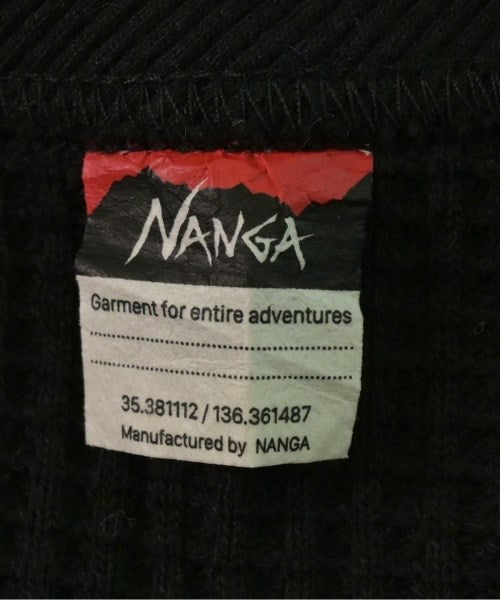 NANGA
Garment for entire adventures
35.381112 / 136.361487
Manufactured by NANGA